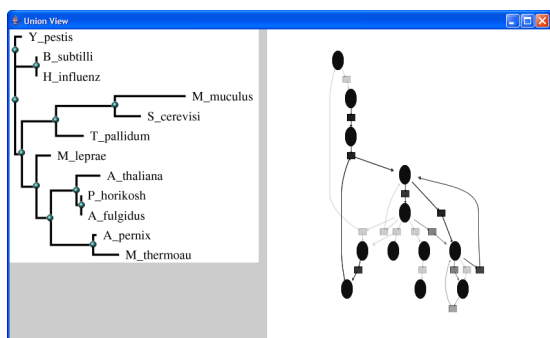 Union View
Y_pestis
B_subtilli
H_influenz
M_muculus
S_cerevisi
T_pallidum
M_leprae
A_thaliana
P_horikosh
A_fulgidus
A_pernix
M_thermoau